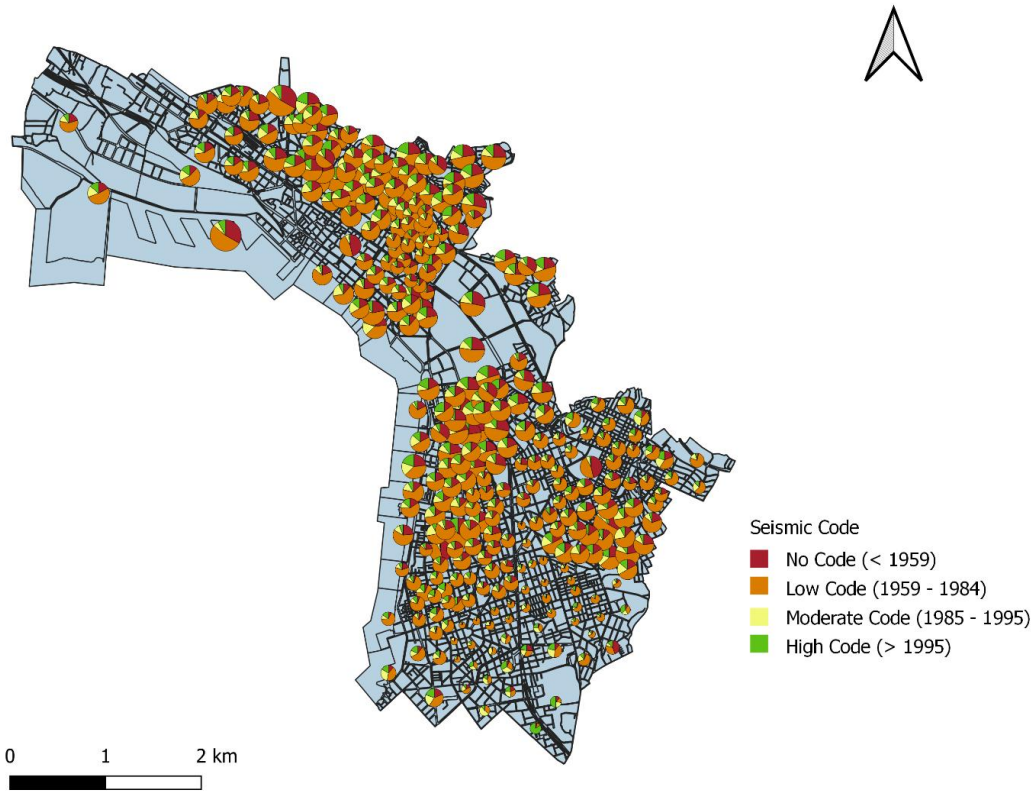 Seismic Code
No Code (< 1959)
Low Code (1959 - 1984)
Moderate Code (1985 - 1995)
High Code (> 1995)
0 1 2 km